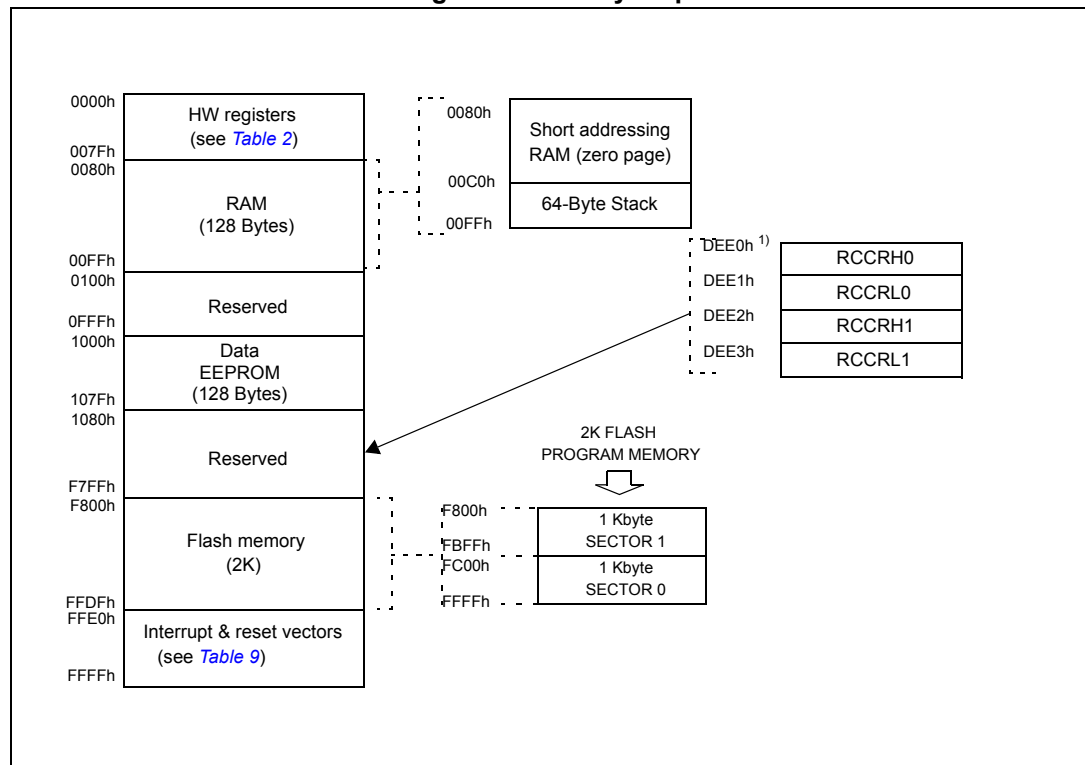 0000h
HW registers
(see Table 2)
007Fh
0080h
RAM
(128 Bytes)
00FFh
0100h
Reserved
0FFFh
1000h
Data
EEPROM
(128 Bytes)
107Fh
1080h
Reserved
F7FFh
F800h
Flash memory
(2K)
FFDFh
FFE0h
Interrupt & reset vectors
(see Table 9)
FFFFh
0080h
Short addressing
RAM (zero page)
00C0h
64-Byte Stack
00FFh
DEE0h 1)
RCCRH0
DEE1h
RCCRL0
DEE2h
RCCRH1
DEE3h
RCCRL1
2K FLASH
PROGRAM MEMORY
F800h
1 Kbyte
SECTOR 1
FBFFh
FC00h
1 Kbyte
SECTOR 0
FFFFh